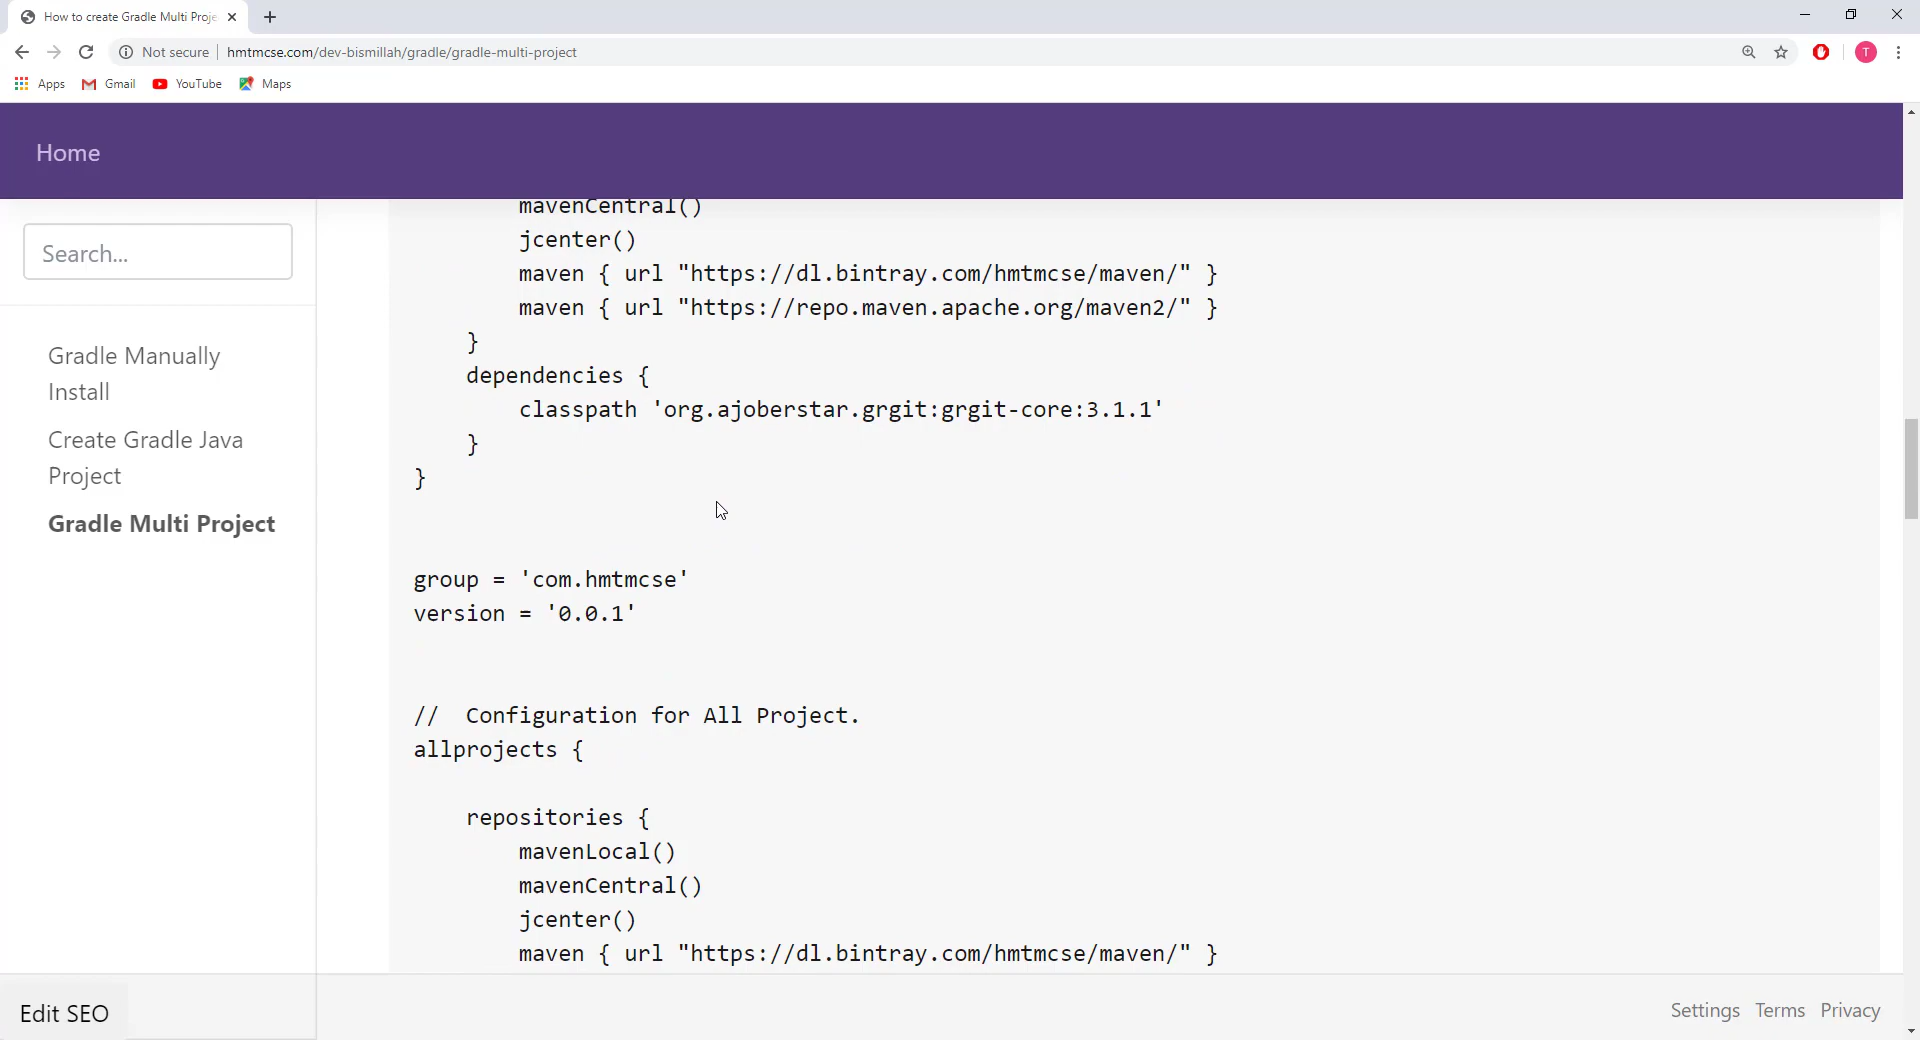 How to create Gradle Multi Proje
Not secure
hmtmcse.com/dev-bismillah/gradle/gradle-multi-project
T
Apps
Gmail
YouTube
Maps
Home
Search...
Gradle Manually
Install
Create Gradle Java
Project
Gradle Multi Project
mavenCentral()
jcenter()
maven { url "https://dl.bintray.com/hmtmcse/maven/" }
maven { url "https://repo.maven.apache.org/maven2/" }
}
dependencies {
classpath 'org.ajoberstar.grgit:grgit-core:3.1.1'
}
}
group = 'com.hmtmcse'
version = '0.0.1'
//  Configuration for All Project.
allprojects {
repositories {
mavenLocal()
mavenCentral()
jcenter()
maven { url "https://dl.bintray.com/hmtmcse/maven/" }
Edit SEO
Settings Terms Privacy